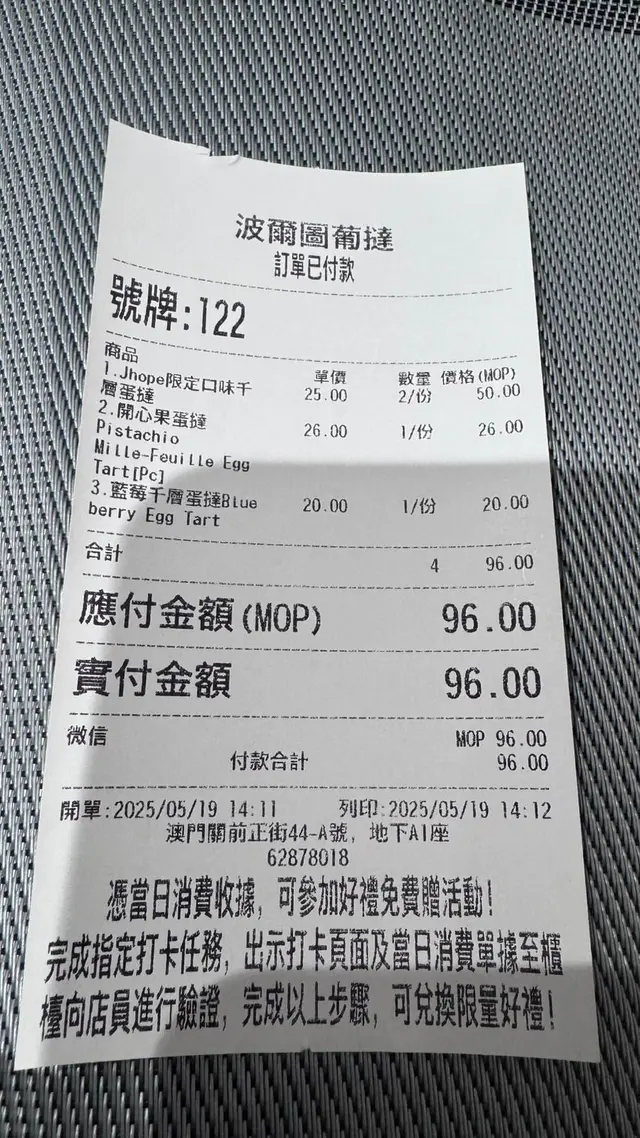 波爾圖葡撻
訂單已付款
號牌:122
商品 單價 數量 價格(MOP)
1.Jhope限定口味千 25.00 2/份 50.00
層蛋撻
2.開心果蛋撻 26.00 1/份 26.00
Pistachio
Mille-Feuille Egg
Tart[Pc]
3.藍莓千層蛋撻Blue 20.00 1/份 20.00
berry Egg Tart
合計 4 96.00
應付金額(MOP) 96.00
實付金額 96.00
微信 MOP 96.00
付款合計 96.00
開單:2025/05/19 14:11 列印:2025/05/19 14:12
澳門關前正街44-A號, 地下A1座
62878018
憑當日消費收據, 可參加好禮免費贈活動!
完成指定打卡任務, 出示打卡頁面及當日消費單據至櫃
檯向店員進行驗證, 完成以上步驟, 可兌換限量好禮!